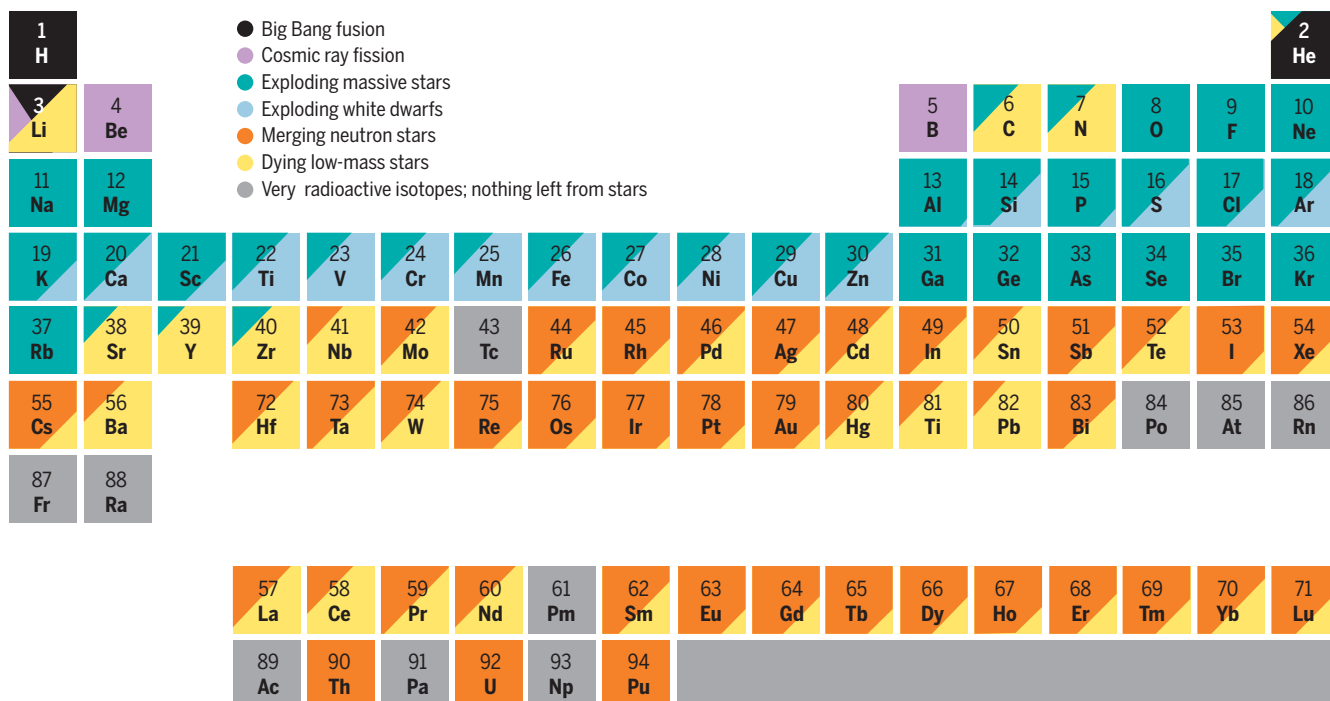 1
H
Big Bang fusion
Cosmic ray fission
Exploding massive stars
Exploding white dwarfs
Merging neutron stars
Dying low-mass stars
Very radioactive isotopes; nothing left from stars
2
He
3 4 5 6 7 8 9 10
Li Be B C N O F Ne
11 12 13 14 15 16 17 18
Na Mg Al Si P S Cl Ar
19 20 21 22 23 24 25 26 27 28 29 30 31 32 33 34 35 36
K Ca Sc Ti V Cr Mn Fe Co Ni Cu Zn Ga Ge As Se Br Kr
37 38 39 40 41 42 43 44 45 46 47 48 49 50 51 52 53 54
Rb Sr Y Zr Nb Mo Tc Ru Rh Pd Ag Cd In Sn Sb Te I Xe
55 56 72 73 74 75 76 77 78 79 80 81 82 83 84 85 86
Cs Ba Hf Ta W Re Os Ir Pt Au Hg Ti Pb Bi Po At Rn
87 88
Fr Ra
57 58 59 60 61 62 63 64 65 66 67 68 69 70 71
La Ce Pr Nd Pm Sm Eu Gd Tb Dy Ho Er Tm Yb Lu
89 90 91 92 93 94
Ac Th Pa U Np Pu